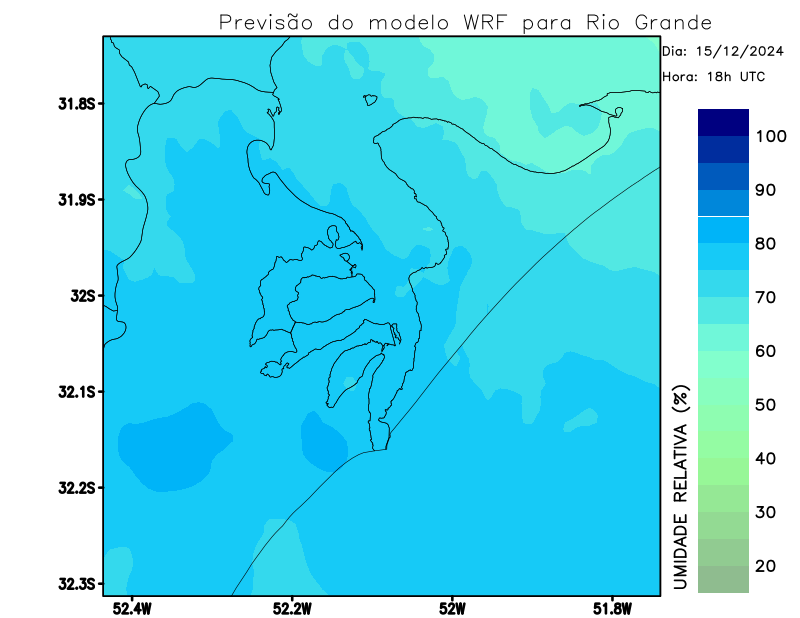 Previsão do modelo WRF para Rio Grande
Dia: 15/12/2024
Hora: 18h UTC
31.8S
31.9S
32S
32.1S
32.2S
32.3S
52.4W
52.2W
52W
51.8W
UMIDADE RELATIVA (%)
100
90
80
70
60
50
40
30
20